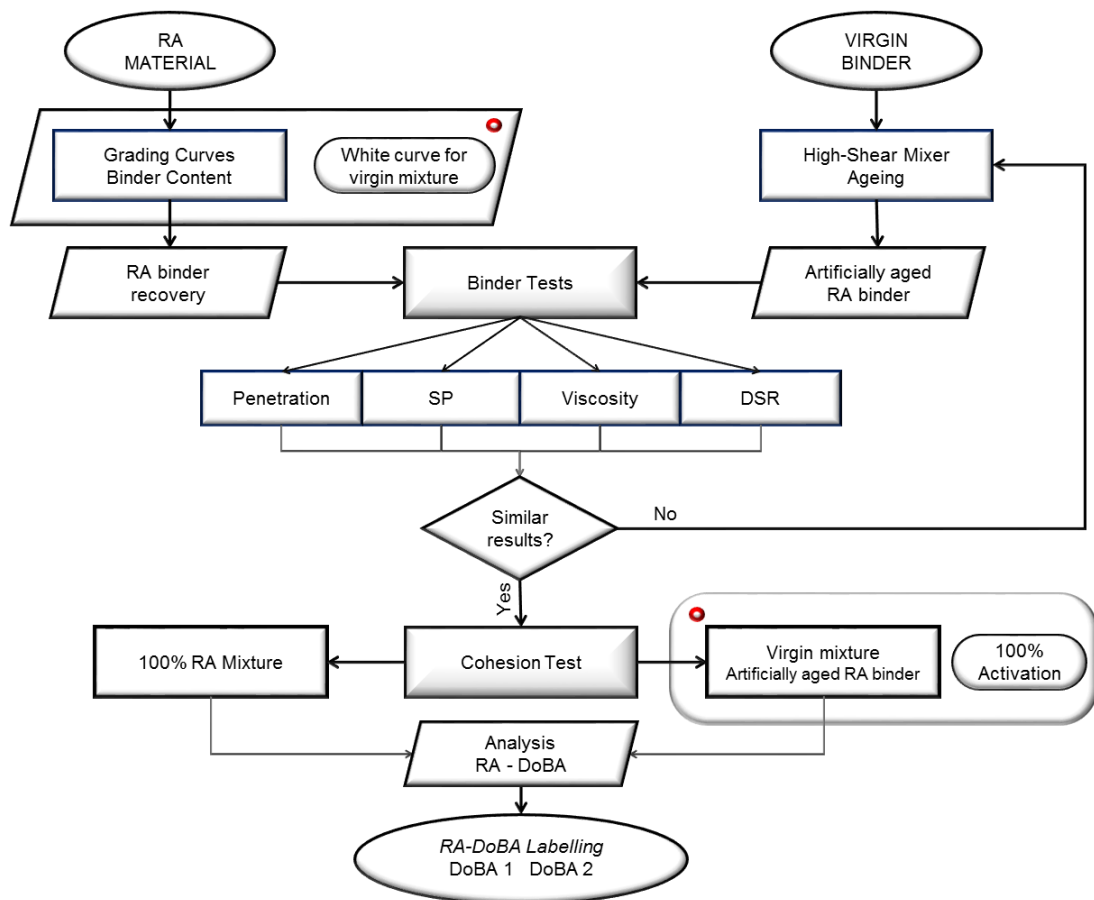 RA
MATERIAL
VIRGIN
BINDER
Grading Curves
Binder Content
White curve for
virgin mixture
High-Shear Mixer
Ageing
RA binder
recovery
Binder Tests
Artificially aged
RA binder
Penetration
SP
Viscosity
DSR
Similar
results?
No
Yes
100% RA Mixture
Cohesion Test
Virgin mixture
Artificially aged RA binder
100%
Activation
Analysis
RA - DoBA
RA-DoBA Labelling
DoBA 1 DoBA 2